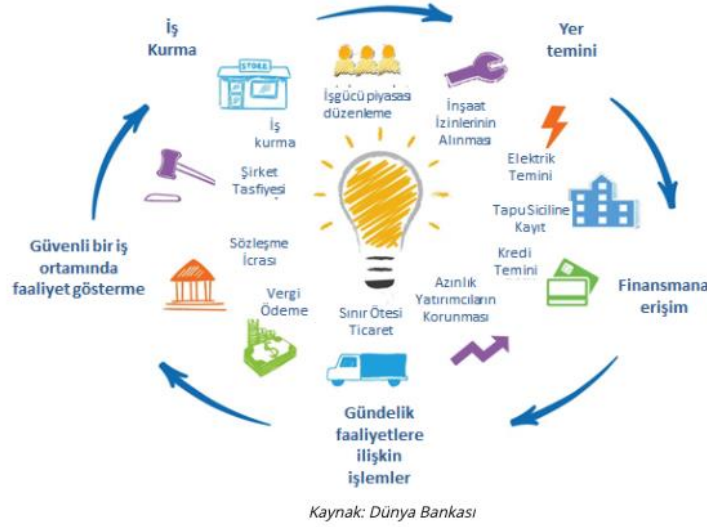 İş
Kurma
Yer
temini
STORE
İşgücü piyasası
düzenleme
İnşaat
İzinlerinin
Alınması
İş
kurma
Elektrik
Temini
Şirket
Tasfiyesi
Tapu Siciline
Kayıt
Güvenli bir iş
ortamında
faaliyet gösterme
Sözleşme
İcrası
Kredi
Temini
Finansmana
erişim
Vergi
Ödeme
Sınır Ötesi
Ticaret
Azınlık
Yatırımcıların
Korunması
Gündelik
faaliyetlere
ilişkin
işlemler
Kaynak: Dünya Bankası